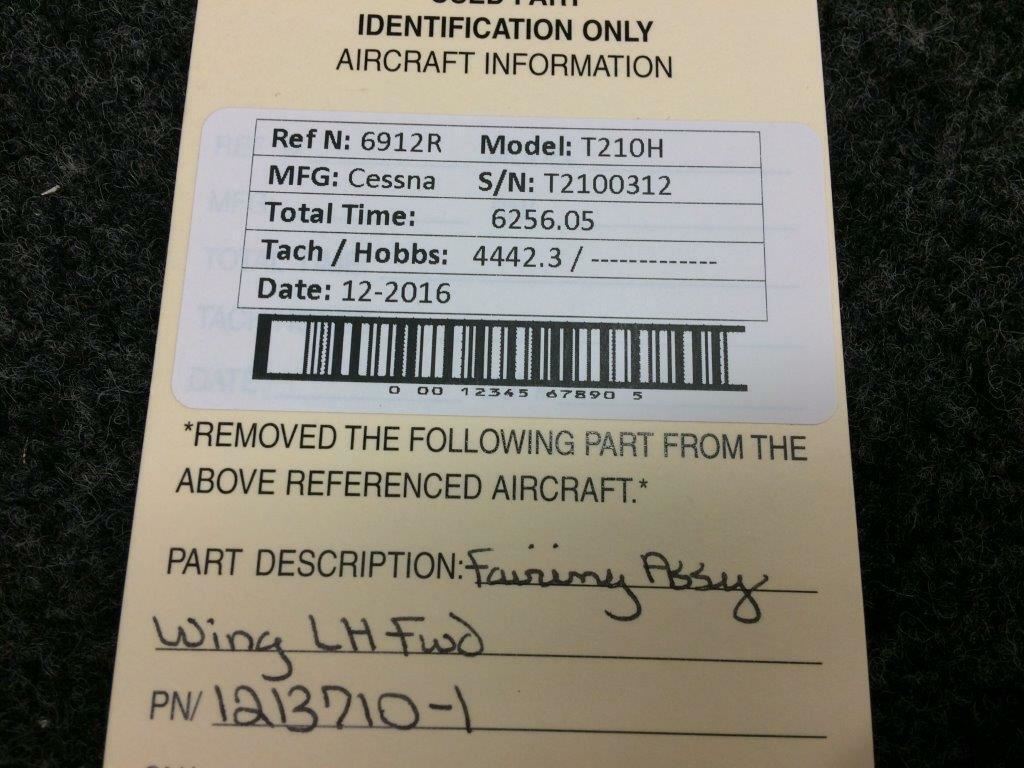 USED PART
IDENTIFICATION ONLY
AIRCRAFT INFORMATION
Ref N: 6912R Model: T210H
MFG: Cessna S/N: T2100312
Total Time: 6256.05
Tach / Hobbs: 4442.3 / -------------
Date: 12-2016
0 00 12345 67890 5
*REMOVED THE FOLLOWING PART FROM THE
ABOVE REFERENCED AIRCRAFT.*
PART DESCRIPTION: Fairing Assy
Wing LH Fwd
PN/ 1213710-1